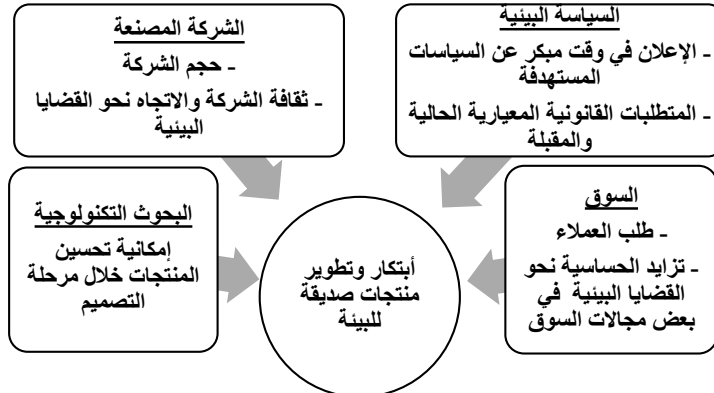 السياسة البيئية
- الإعلان في وقت مبكر عن السياسات
المستهدفة
- المتطلبات القانونية المعيارية الحالية
والمقبلة
الشركة المصنعة
- حجم الشركة
- ثقافة الشركة والاتجاه نحو القضايا
البيئية
السوق
- طلب العملاء
- تزايد الحساسية نحو
القضايا البيئية في
بعض مجالات السوق
أبتكار وتطوير
منتجات صديقة
للبيئة
البحوث التكنولوجية
إمكانية تحسين
المنتجات خلال مرحلة
التصميم